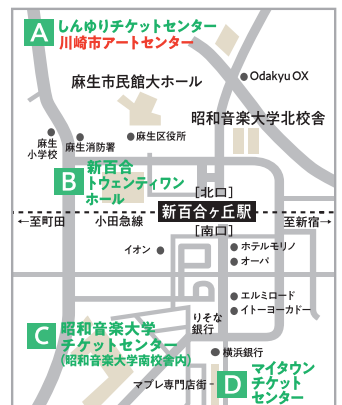 A しんゆりチケットセンター
川崎市アートセンター
麻生市民館大ホール
Odakyu OX
昭和音楽大学北校舎
麻生
小学校
麻生消防署
麻生区役所
B 新百合
トウェンティワン
ホール
[北口]
←至町田
小田急線
新百合ヶ丘駅
至新宿→
[南口]
イオン
ホテルモリノ
オーパ
エルミロード
イトーヨーカドー
りそな
銀行
C 昭和音楽大学
チケットセンター
(昭和音楽大学南校舎内)
横浜銀行
マプレ専門店街
D マイタウン
チケット
センター